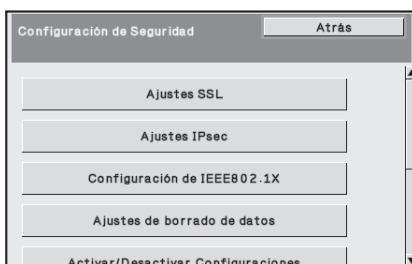 Configuración de Seguridad
Atrás
Ajustes SSL
Ajustes IPsec
Configuración de IEEE802.1X
Ajustes de borrado de datos
Activar/Desactivar Configuraciones